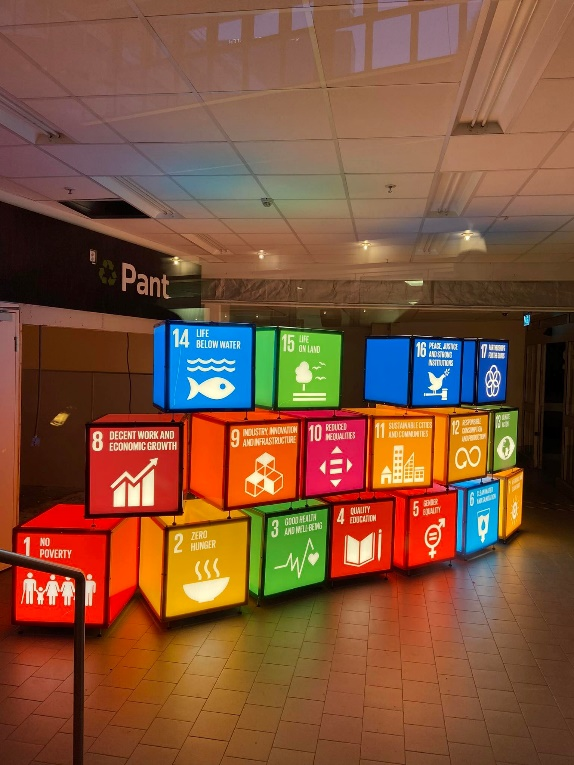 Pant
14 LIFE
BELOW WATER
15 LIFE
ON LAND
16 PEACE, JUSTICE
AND STRONG
INSTITUTIONS
17 PARTNERSHIPS
FOR THE GOALS
8 DECENT WORK AND
ECONOMIC GROWTH
9 INDUSTRY, INNOVATION
AND INFRASTRUCTURE
10 REDUCED
INEQUALITIES
11 SUSTAINABLE CITIES
AND COMMUNITIES
12 RESPONSIBLE
CONSUMPTION
AND PRODUCTION
13
1 NO
POVERTY
2 ZERO
HUNGER
3 GOOD HEALTH
AND WELL-BEING
4 QUALITY
EDUCATION
5 GENDER
EQUALITY
6 CLEAN WATER
AND SANITATION